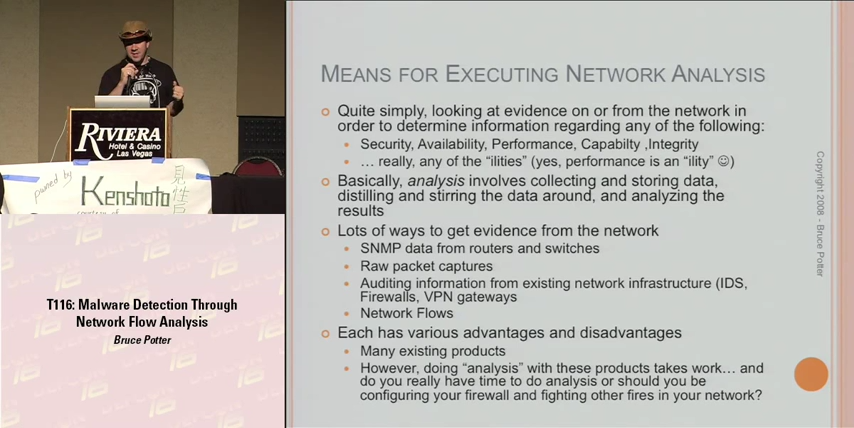 RIVIERA
Hotel & Casino
Las Vegas
owned by
Kenshoto
見性
T116: Malware Detection Through
Network Flow Analysis
Bruce Potter
MEANS FOR EXECUTING NETWORK ANALYSIS
Quite simply, looking at evidence on or from the network in
order to determine information regarding any of the following:
Security, Availability, Performance, Capabilty ,Integrity
… really, any of the “ilities” (yes, performance is an “ility” ☺)
Basically, analysis involves collecting and storing data,
distilling and stirring the data around, and analyzing the
results
Lots of ways to get evidence from the network
SNMP data from routers and switches
Raw packet captures
Auditing information from existing network infrastructure (IDS,
Firewalls, VPN gateways
Network Flows
Each has various advantages and disadvantages
Many existing products
However, doing “analysis” with these products takes work… and
do you really have time to do analysis or should you be
configuring your firewall and fighting other fires in your network?
Copyright 2008 - Bruce Potter